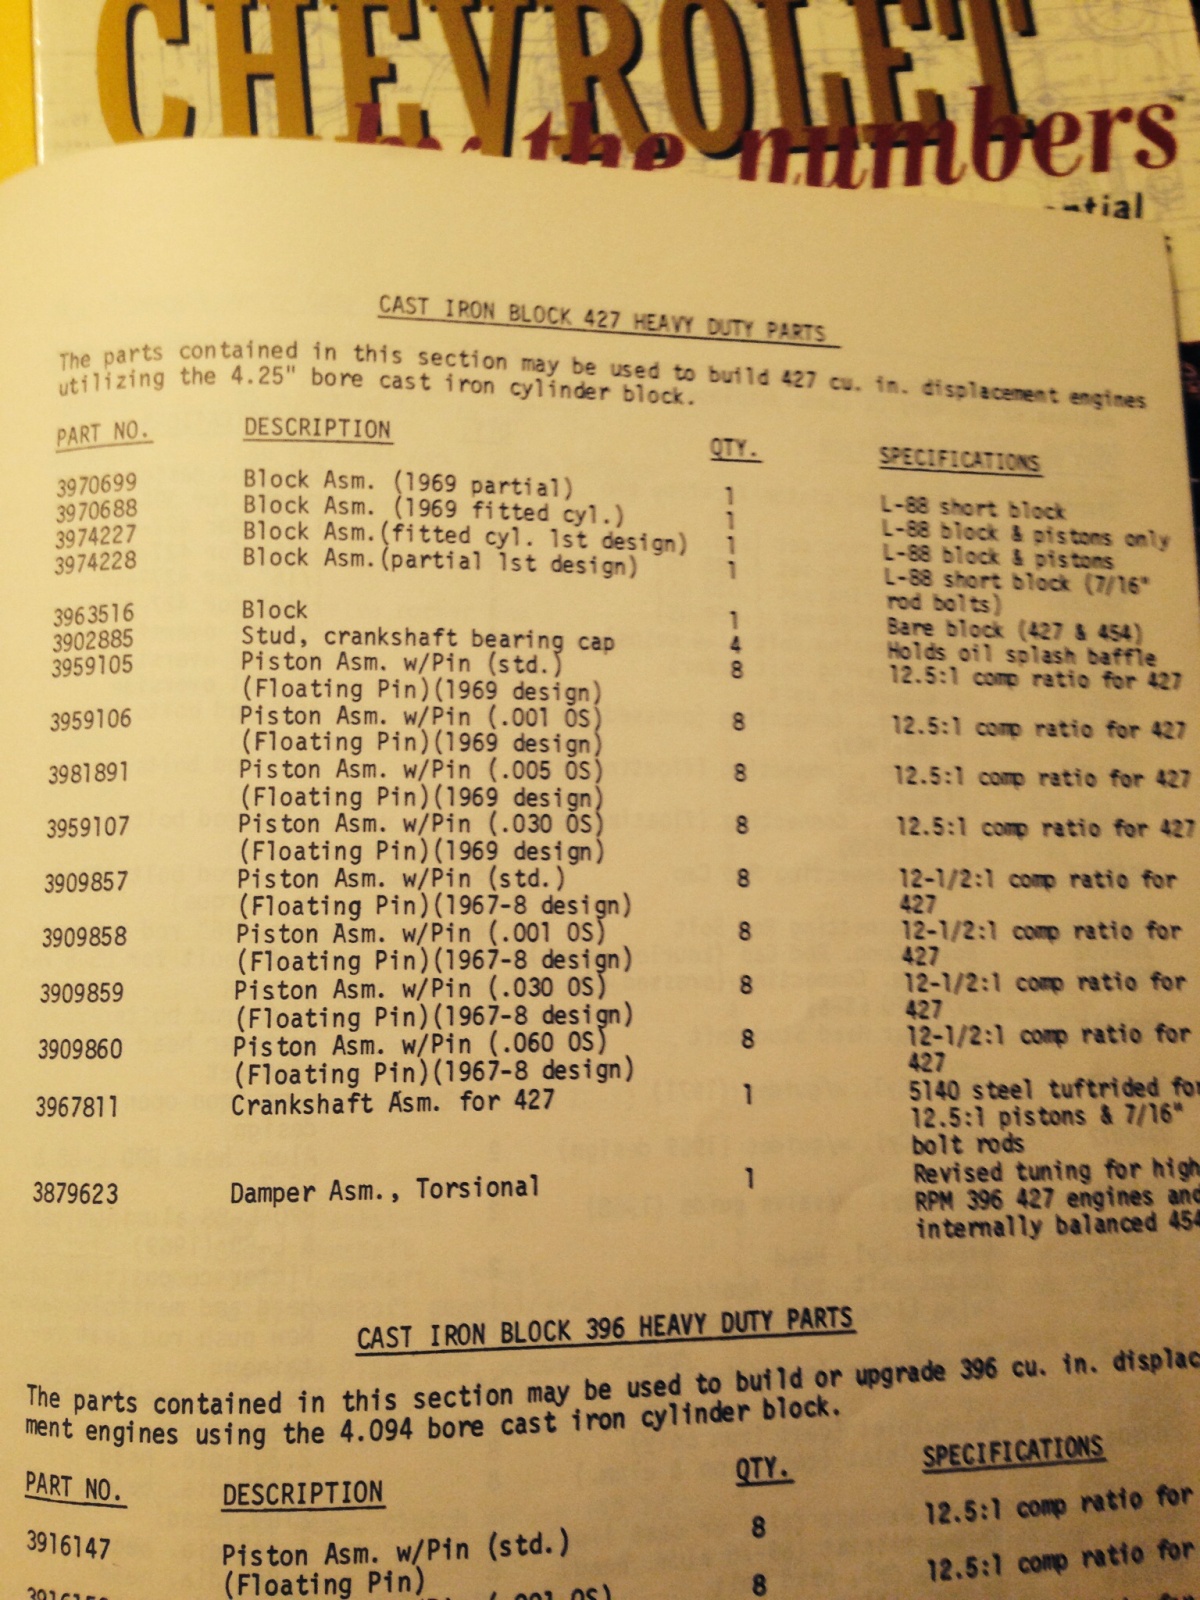 CHEVROLET
by the numbers
CAST IRON BLOCK 427 HEAVY DUTY PARTS
The parts contained in this section may be used to build 427 cu. in. displacement engines
utilizing the 4.25" bore cast iron cylinder block.
PART NO. DESCRIPTION QTY. SPECIFICATIONS
3970699 Block Asm. (1969 partial) 1 L-88 short block
3970688 Block Asm. (1969 fitted cyl.) 1 L-88 block & pistons only
3974227 Block Asm.(fitted cyl. 1st design) 1 L-88 block & pistons
3974228 Block Asm.(partial 1st design) 1 L-88 short block (7/16"
rod bolts)
3963516 Block 1 Bare block (427 & 454)
3902885 Stud, crankshaft bearing cap 4 Holds oil splash baffle
3959105 Piston Asm. w/Pin (std.) 8 12.5:1 comp ratio for 427
(Floating Pin)(1969 design)
3959106 Piston Asm. w/Pin (.001 OS) 8 12.5:1 comp ratio for 427
(Floating Pin)(1969 design)
3981891 Piston Asm. w/Pin (.005 OS) 8 12.5:1 comp ratio for 427
(Floating Pin)(1969 design)
3959107 Piston Asm. w/Pin (.030 OS) 8 12.5:1 comp ratio for 427
(Floating Pin)(1969 design)
3909857 Piston Asm. w/Pin (std.) 8 12-1/2:1 comp ratio for
(Floating Pin)(1967-8 design) 427
3909858 Piston Asm. w/Pin (.001 OS) 8 12-1/2:1 comp ratio for
(Floating Pin)(1967-8 design) 427
3909859 Piston Asm. w/Pin (.030 OS) 8 12-1/2:1 comp ratio for
(Floating Pin)(1967-8 design) 427
3909860 Piston Asm. w/Pin (.060 OS) 8 12-1/2:1 comp ratio for
(Floating Pin)(1967-8 design) 427
3967811 Crankshaft Asm. for 427 1 5140 steel tuftrided for
12.5:1 pistons & 7/16"
bolt rods
3879623 Damper Asm., Torsional 1 Revised tuning for high
RPM 396 427 engines and
internally balanced 454
CAST IRON BLOCK 396 HEAVY DUTY PARTS
The parts contained in this section may be used to build or upgrade 396 cu. in. displac
ment engines using the 4.094 bore cast iron cylinder block.
PART NO. DESCRIPTION QTY. SPECIFICATIONS
3916147 Piston Asm. w/Pin (std.) 8 12.5:1 comp ratio for
(Floating Pin)
8 12.5:1 comp ratio for